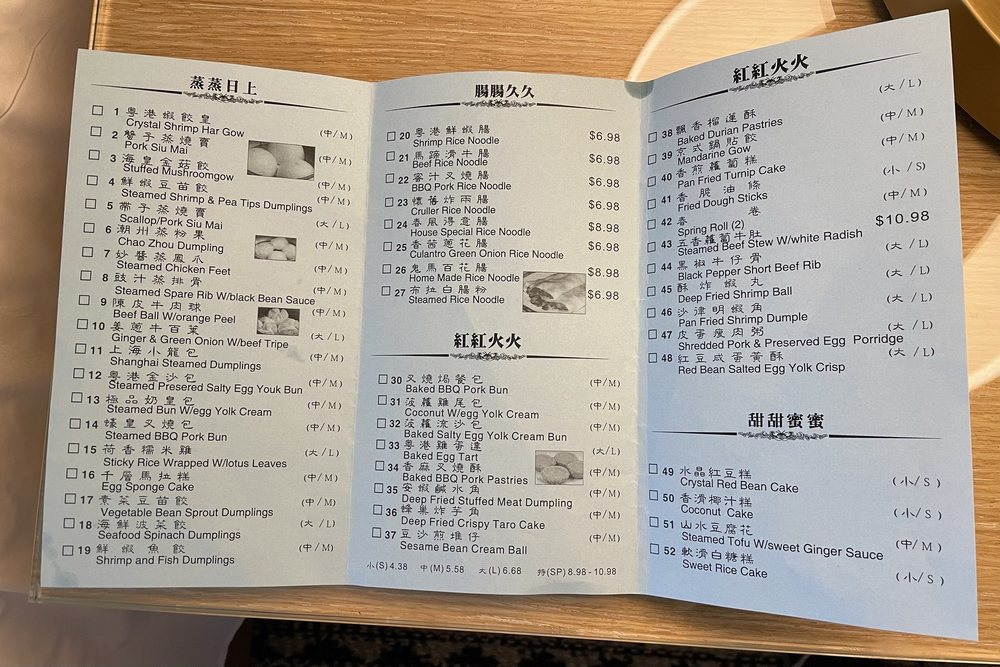 蒸蒸日上
1 粵港蝦餃皇
Crystal Shrimp Har Gow (中/M)
2 蟹子蒸燒賣
Pork Siu Mai (中/M)
3 海皇金菇餃
Stuffed Mushroomgow (中/M)
4 鮮蝦豆苗餃
Steamed Shrimp & Pea Tips Dumplings (中/M)
5 帶子蒸燒賣
Scallop/Pork Siu Mai (大/L)
6 潮州蒸粉果
Chao Zhou Dumpling (中/M)
7 妙醬蒸鳳爪
Steamed Chicken Feet (中/M)
8 豉汁蒸排骨
Steamed Spare Rib W/black Bean Sauce (中/M)
9 陳皮牛肉球
Beef Ball W/orange Peel (中/M)
10 姜蔥牛百葉
Ginger & Green Onion W/beef Tripe (大/L)
11 上海小龍包
Shanghai Steamed Dumplings (中/M)
12 粵港金沙包
Steamed Presered Salty Egg Youk Bun (中/M)
13 極品奶皇包
Steamed Bun W/egg Yolk Cream (中/M)
14 蠔皇叉燒包
Steamed BBQ Pork Bun (中/M)
15 荷香糯米雞
Sticky Rice Wrapped W/lotus Leaves (大/L)
16 千層馬拉糕
Egg Sponge Cake (中/M)
17 素菜豆苗餃
Vegetable Bean Sprout Dumplings (中/M)
18 海鮮波菜餃
Seafood Spinach Dumplings (大/L)
19 鮮蝦魚餃
Shrimp and Fish Dumplings (中/M)
腸腸久久
20 粵港鮮蝦腸
Shrimp Rice Noodle $6.98
21 馬蹄滑牛腸
Beef Rice Noodle $6.98
22 蜜汁叉燒腸
BBQ Pork Rice Noodle $6.98
23 懷舊炸兩腸
Cruller Rice Noodle $6.98
24 春風得意腸
House Special Rice Noodle $8.98
25 香茜蔥花腸
Culantro Green Onion Rice Noodle $6.98
26 鬼馬百花腸
Home Made Rice Noodle $8.98
27 布拉白腸粉
Steamed Rice Noodle $6.98
紅紅火火
30 叉燒焗餐包
Baked BBQ Pork Bun (中/M)
31 菠蘿雞尾包
Coconut W/egg Yolk Cream (中/M)
32 菠蘿流沙包
Baked Salty Egg Yolk Cream Bun (中/M)
33 粵港雞蛋達
Baked Egg Tart (大/L)
34 香麻叉燒酥
Baked BBQ Pork Pastries (中/M)
35 安蝦鹹水角
Deep Fried Stuffed Meat Dumpling (中/M)
36 蜂巢炸芋角
Deep Fried Crispy Taro Cake (中/M)
37 豆沙煎堆仔
Sesame Bean Cream Ball (中/M)
小(S) 4.38 中(M) 5.58 大(L) 6.68 特(SP) 8.98 - 10.98
紅紅火火
38 飄香榴蓮酥 (大/L)
Baked Durian Pastries (中/M)
39 京式鍋貼餃
Mandarine Gow (中/M)
40 香煎蘿蔔糕
Pan Fried Turnip Cake (小/S)
41 香脆油條
Fried Dough Sticks (中/M)
42 春卷
Spring Roll (2) $10.98
43 五香蘿蔔牛肚
Steamed Beef Stew W/white Radish (大/L)
44 黑椒牛仔骨
Black Pepper Short Beef Rib (大/L)
45 酥炸蝦丸
Deep Fried Shrimp Ball (大/L)
46 沙律明蝦角
Pan Fried Shrimp Dumple (大/L)
47 皮蛋瘦肉粥
Shredded Pork & Preserved Egg Porridge (大/L)
48 紅豆咸蛋黃酥
Red Bean Salted Egg Yolk Crisp
甜甜蜜蜜
49 水晶紅豆糕
Crystal Red Bean Cake (小/S)
50 香滑椰汁糕
Coconut Cake (小/S)
51 山水豆腐花
Steamed Tofu W/sweet Ginger Sauce (中/M)
52 軟滑白糖糕
Sweet Rice Cake (小/S)